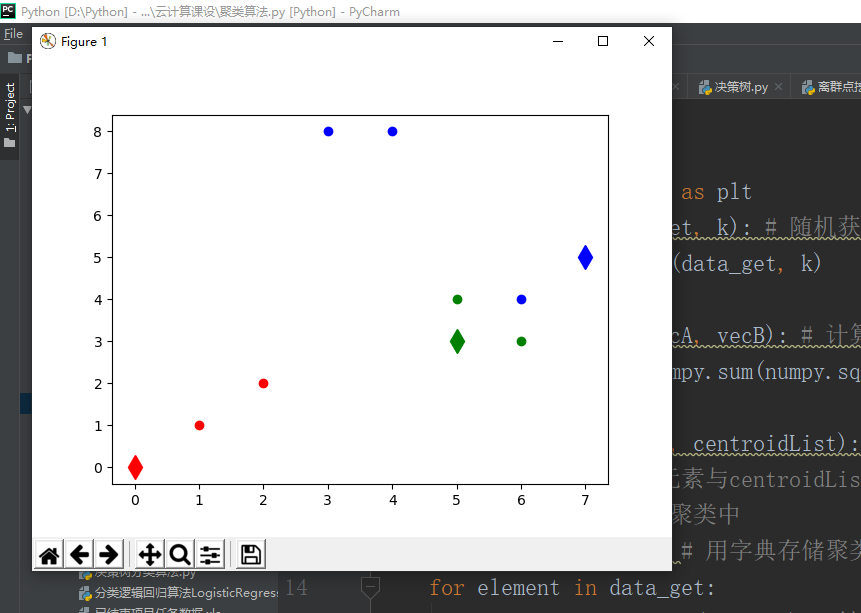 PC Python [D:\Python] - ...\云计算课设\聚类算法.py [Python] - PyCharm
File
Figure 1
1: Project
决策树.py
8
7
6
5
4
3
2
1
0
0 1 2 3 4 5 6 7
as plt
et, k): # 随机获
(data_get, k)
cA, vecB): # 计算
mpy.sum(numpy.sq
, centroidList):
元素与centroidLis
聚类中
# 用字典存储聚类
14 for element in data_get:
决策树分类算法.py
分类逻辑回归算法LogisticRegress